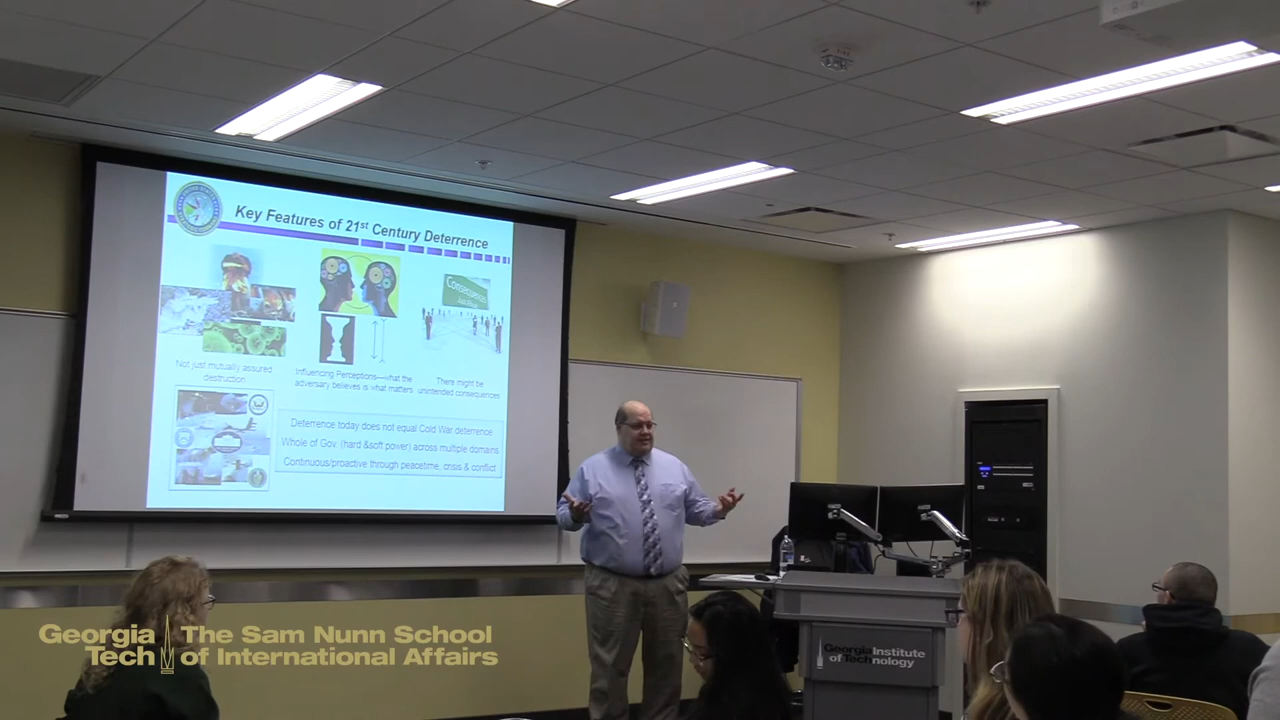 Key Features of 21st Century Deterrence
Consequences
Not just mutually assured
destruction
Influencing Perceptions—what the
adversary believes is what matters
There might be
unintended consequences
Deterrence today does not equal Cold War deterrence
Whole of Gov. (hard &soft power) across multiple domains
Continuous/proactive through peacetime, crisis & conflict
Georgia Institute
of Technology
Georgia
Tech
The Sam Nunn School
of International Affairs